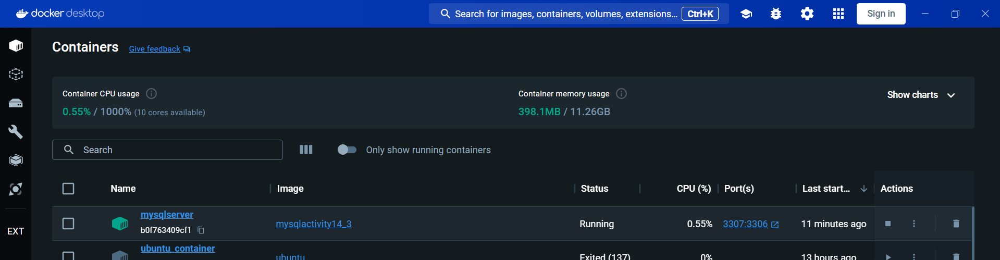 docker desktop
Search for images, containers, volumes, extensions... Ctrl+K
Sign in
Containers Give feedback
Container CPU usage
0.55% / 1000% (10 cores available)
Container memory usage
398.1MB / 11.26GB
Show charts
Search
Only show running containers
Name Image Status CPU (%) Port(s) Last start... Actions
mysqlserver
b0f763409cf1
mysqlactivity14_3 Running 0.55% 3307:3306 11 minutes ago
EXT
ubuntu_container
ubuntu Exited (137) 0% 13 hours ago